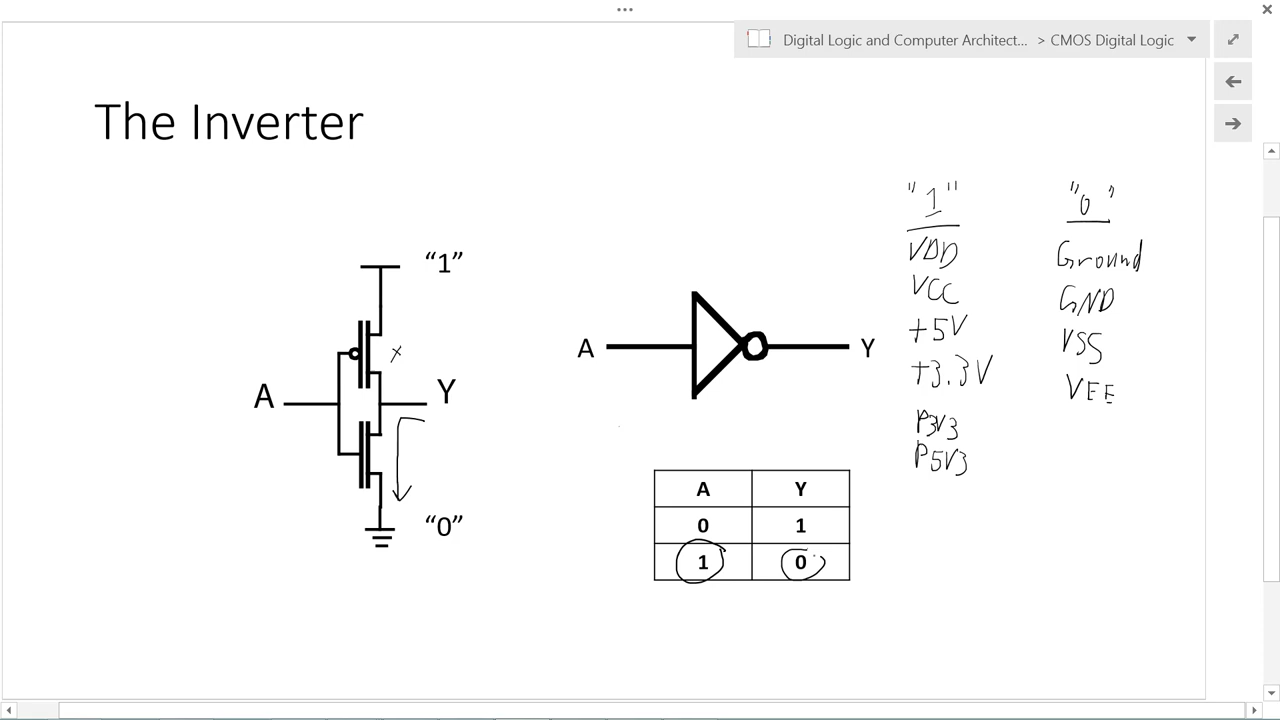 Digital Logic and Computer Architect... > CMOS Digital Logic
The Inverter
"1" "0"
VDD Ground
VCC GND
+5V VSS
+3.3V VEE
P3V3
P5V3
“1”
A Y
“0”
A Y
A Y
0 1
1 0